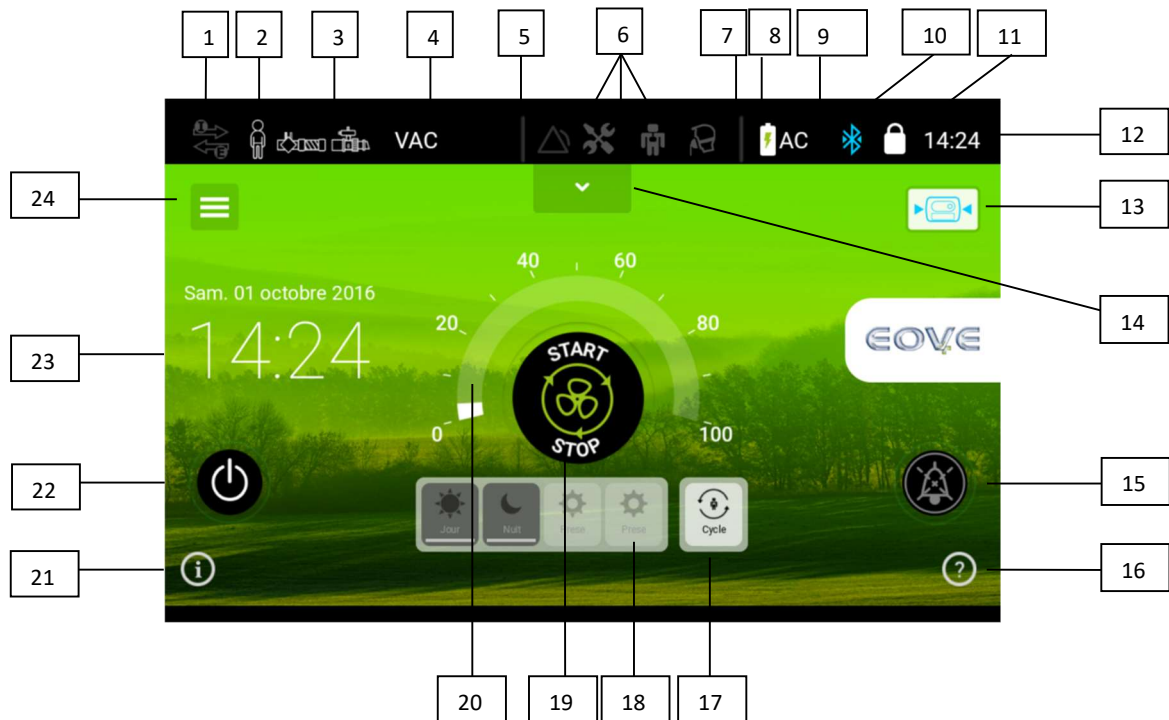 1 2 3 4 5 6 7 8 9 10 11
VAC AC 14:24
12
24
13
40 60
Sam. 01 octobre 2016
14:24
20 80
EOVE
14
23
START
STOP
0 100
22
15
Jour Nuit Prese Prese Cycle
21
16
20 19 18 17